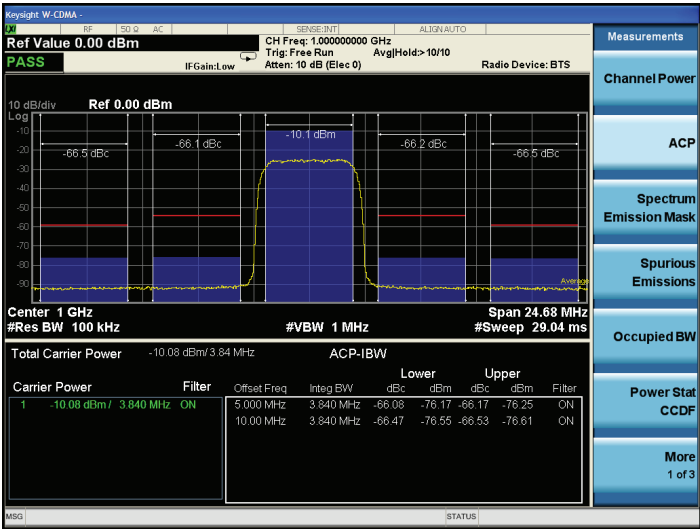 Keysight W-CDMA -
RF 50 Ω AC SENSE:INT ALIGN AUTO
Ref Value 0.00 dBm
CH Freq: 1.000000000 GHz
Trig: Free Run Avg|Hold:>10/10
PASS
IFGain:Low
Atten: 10 dB (Elec 0)
Radio Device: BTS
10 dB/div Ref 0.00 dBm
Log
-10
-20
-30
-40
-50
-60
-70
-80
-90
-66.5 dBc
-66.1 dBc
-10.1 dBm
-66.2 dBc
-66.5 dBc
Average
Center 1 GHz
Span 24.68 MHz
#Res BW 100 kHz
#VBW 1 MHz
#Sweep 29.04 ms
Total Carrier Power -10.08 dBm/ 3.84 MHz
ACP-IBW
Carrier Power Filter
1 -10.08 dBm / 3.840 MHz ON
Lower Upper
Offset Freq Integ BW dBc dBm dBc dBm Filter
5.000 MHz 3.840 MHz -66.08 -76.17 -66.17 -76.25 ON
10.00 MHz 3.840 MHz -66.47 -76.55 -66.53 -76.61 ON
MSG
STATUS
Measurements
Channel Power
ACP
Spectrum
Emission Mask
Spurious
Emissions
Occupied BW
Power Stat
CCDF
More
1 of 3